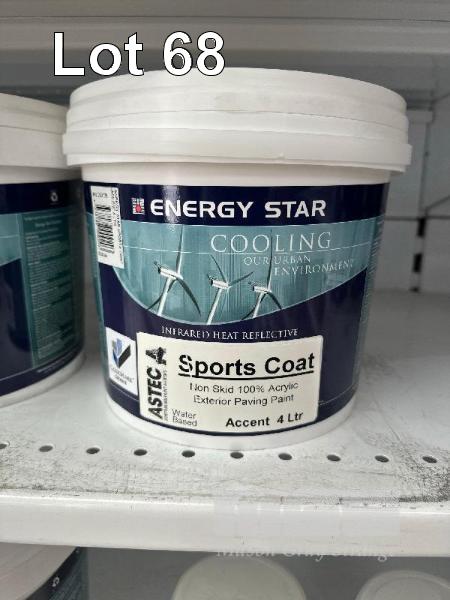 Lot 68
ENERGY STAR
COOLING
OUR URBAN
ENVIRONMENT
INFRARED HEAT REFLECTIVE
ASTEC
Sports Coat
Non Skid 100% Acrylic
Exterior Paving Paint
Water
Based
Accent 4 Ltr